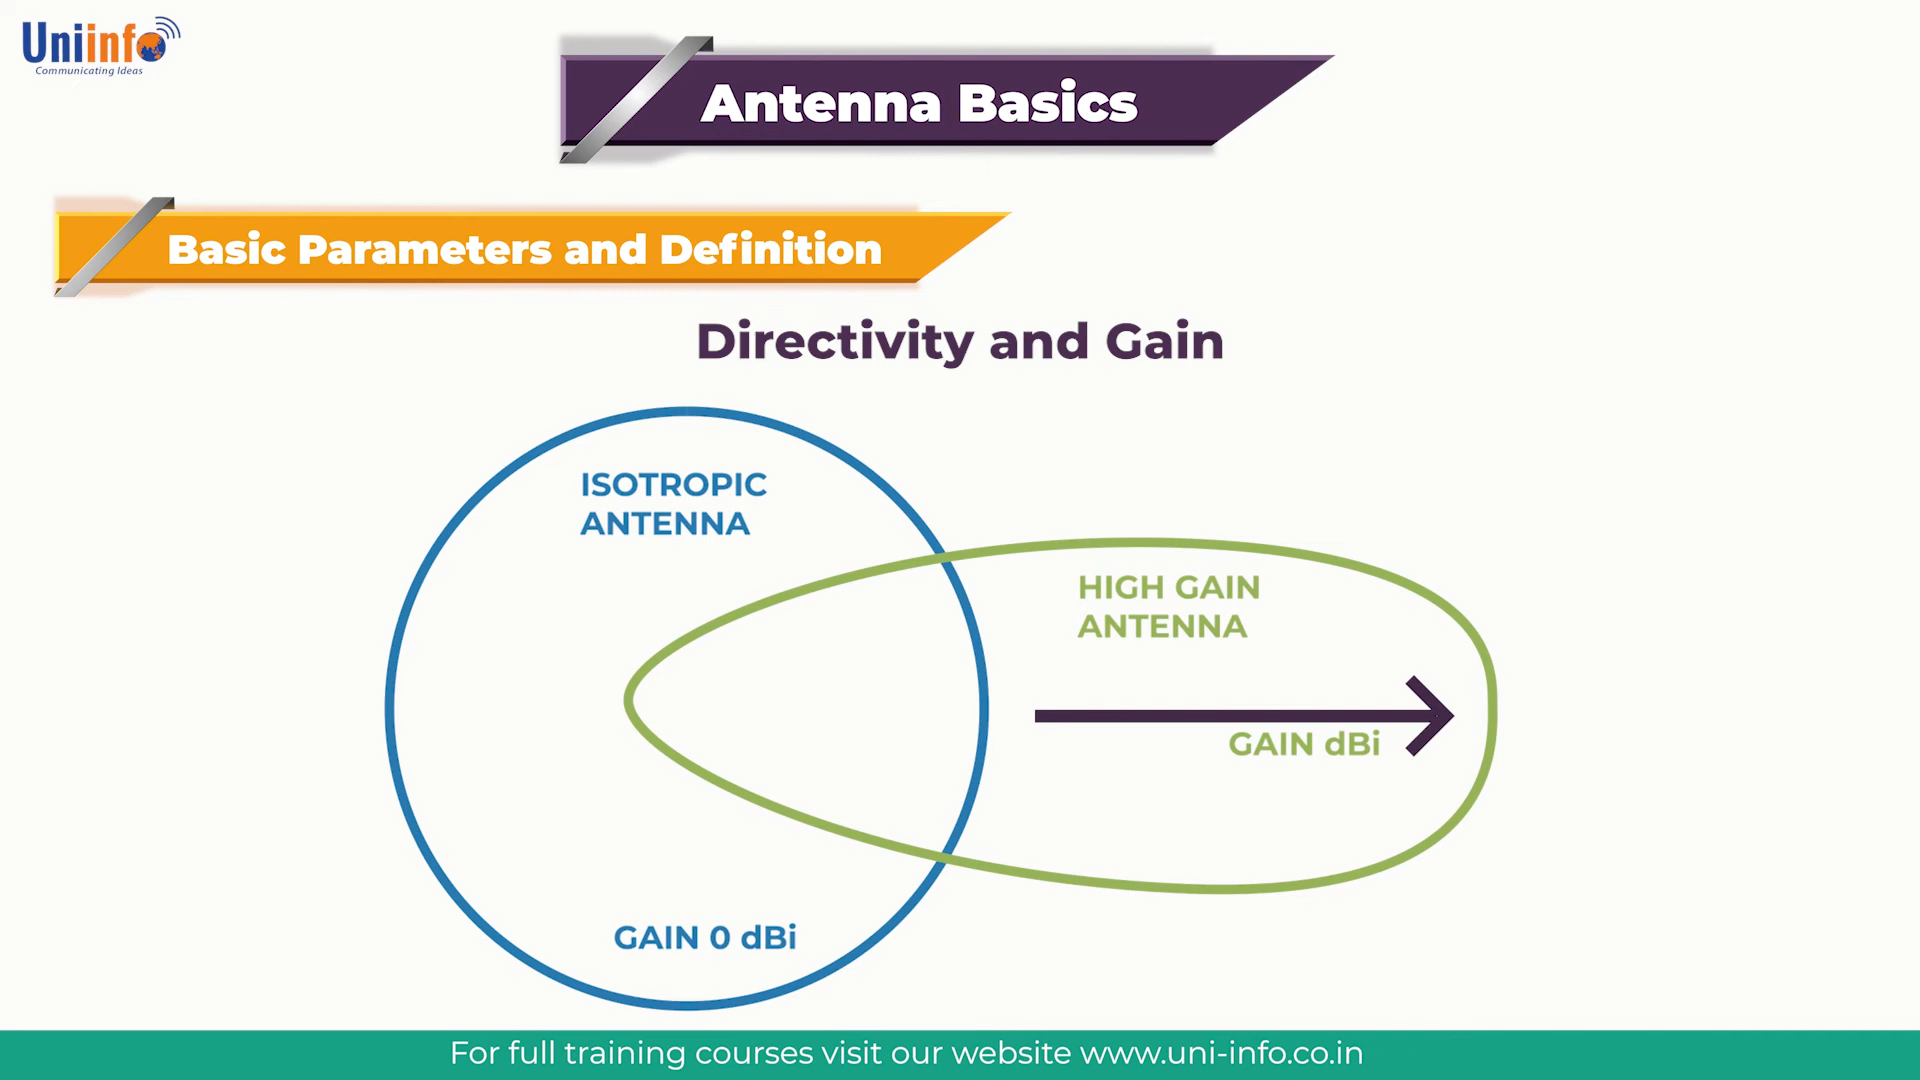 Uniinfo
Communicating Ideas
Antenna Basics
Basic Parameters and Definition
Directivity and Gain
ISOTROPIC
ANTENNA
HIGH GAIN
ANTENNA
GAIN dBi
GAIN 0 dBi
For full training courses visit our website www.uni-info.co.in